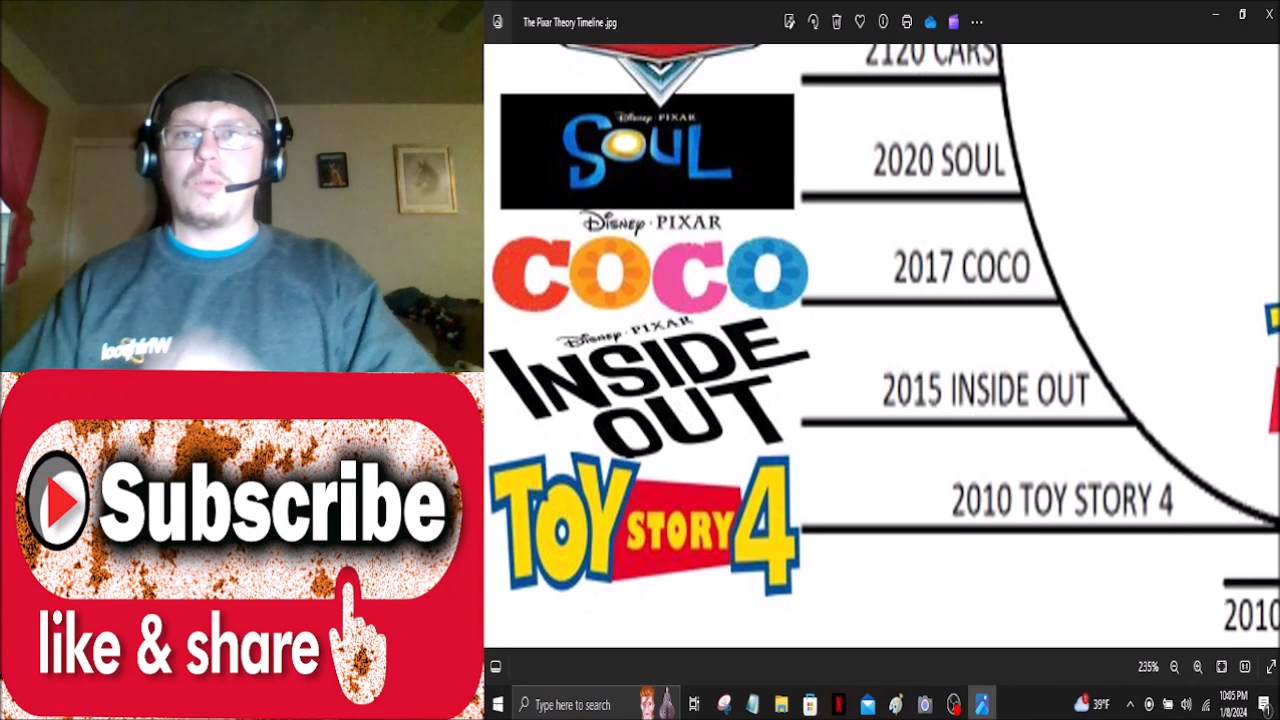 The Pixar Theory Timeline .jpg
2120 CARS
Disney · PIXAR
SOUL
2020 SOUL
Disney · PIXAR
COCO
2017 COCO
Disney · PIXAR
INSIDE
OUT
2015 INSIDE OUT
TOY STORY 4
2010 TOY STORY 4
2010
Subscribe
like & share
235%
Type here to search
39°F
10:05 PM
1/8/2024